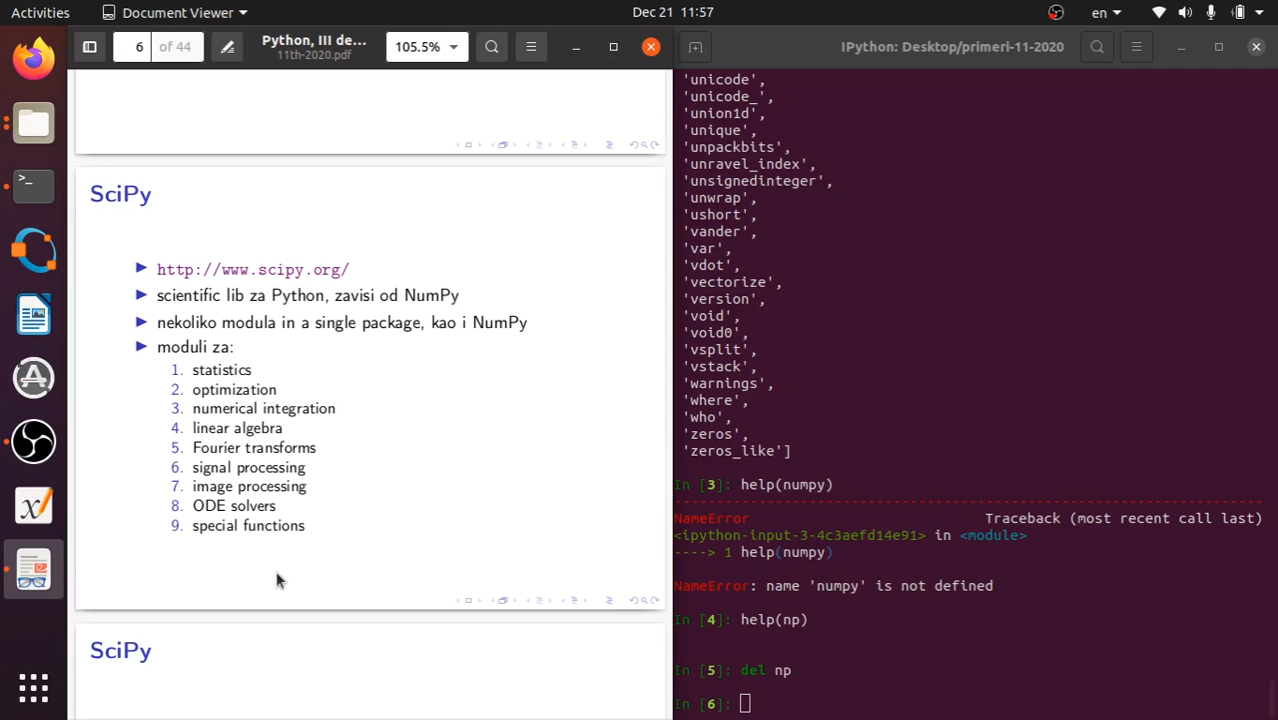 Activities
Document Viewer
Dec 21 11:57
en
6
of 44
Python, III de...
11th-2020.pdf
105.5%
SciPy
http://www.scipy.org/
scientific lib za Python, zavisi od NumPy
nekoliko modula in a single package, kao i NumPy
moduli za:
1. statistics
2. optimization
3. numerical integration
4. linear algebra
5. Fourier transforms
6. signal processing
7. image processing
8. ODE solvers
9. special functions
SciPy
IPython: Desktop/primeri-11-2020
'unicode',
'unicode_',
'union1d',
'unique',
'unpackbits',
'unravel_index',
'unsignedinteger',
'unwrap',
'ushort',
'vander',
'var',
'vdot',
'vectorize',
'version',
'void',
'void0',
'vsplit',
'vstack',
'warnings',
'where',
'who',
'zeros',
'zeros_like']
In [3]: help(numpy)
---------------------------------------------------------------------------
NameError Traceback (most recent call last)
<ipython-input-3-4c3aefd14e91> in <module>
----> 1 help(numpy)
NameError: name 'numpy' is not defined
In [4]: help(np)
In [5]: del np
In [6]: